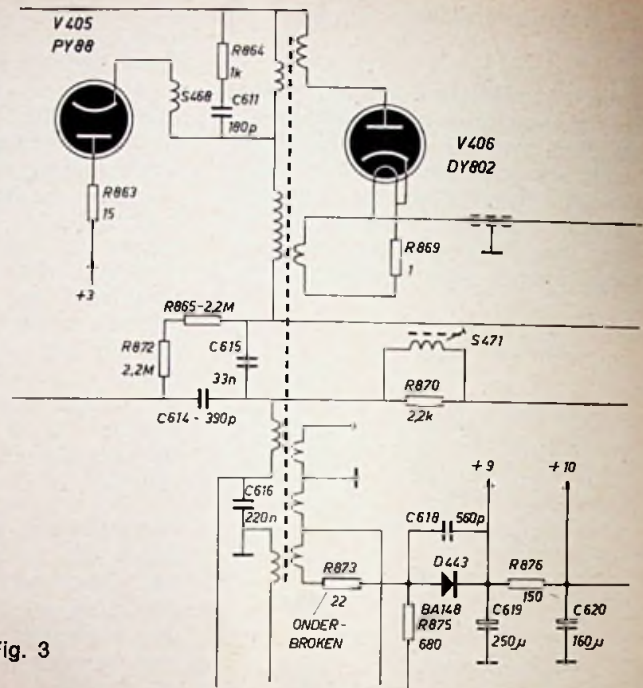 V405
PY88
R864
1k
C611
180p
S468
V406
DY802
R863
15
+3
R869
1
R865-2,2M
R872
2,2M
C615
33n
S471
R870
2,2k
C614 - 390p
C616
220n
+9
+10
C618
560p
R873
22
D443
BA148
R876
150
ONDER-
BROKEN
R875
680
C619
250µ
C620
160µ
Fig. 3